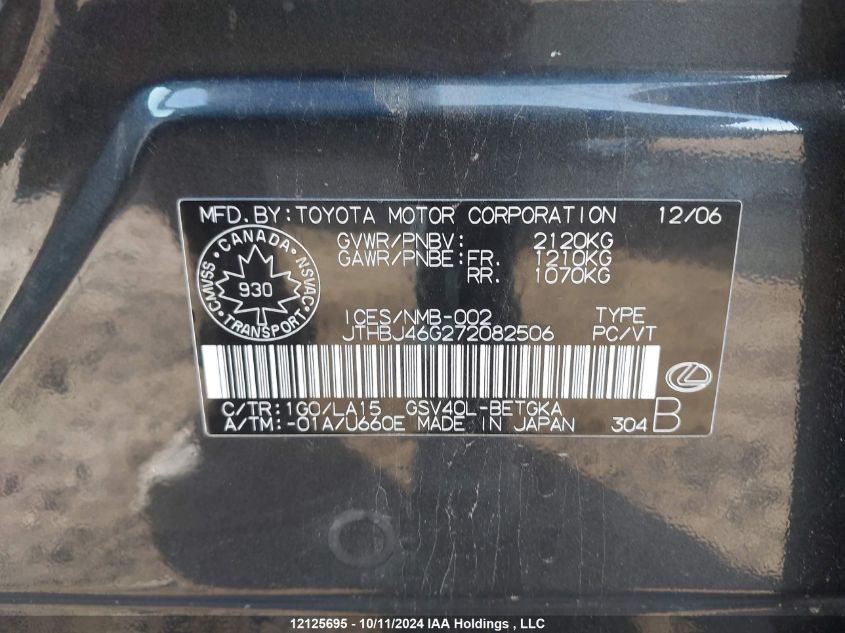 MFD. BY: TOYOTA MOTOR CORPORATION 12/06
GVWR/PNBV: 2120KG
GAWR/PNBE: FR. 1210KG
RR. 1070KG
CANADA
CMVSS NSVAC
930
TRANSPORT
ICES/NMB-002 TYPE
JTHBJ46G272082506 PC/VT
C/TR: 1G0/LA15 GSV40L-BETGKA
A/TM: -01A/U660E MADE IN JAPAN 304 B
12125695 - 10/11/2024 IAA Holdings , LLC